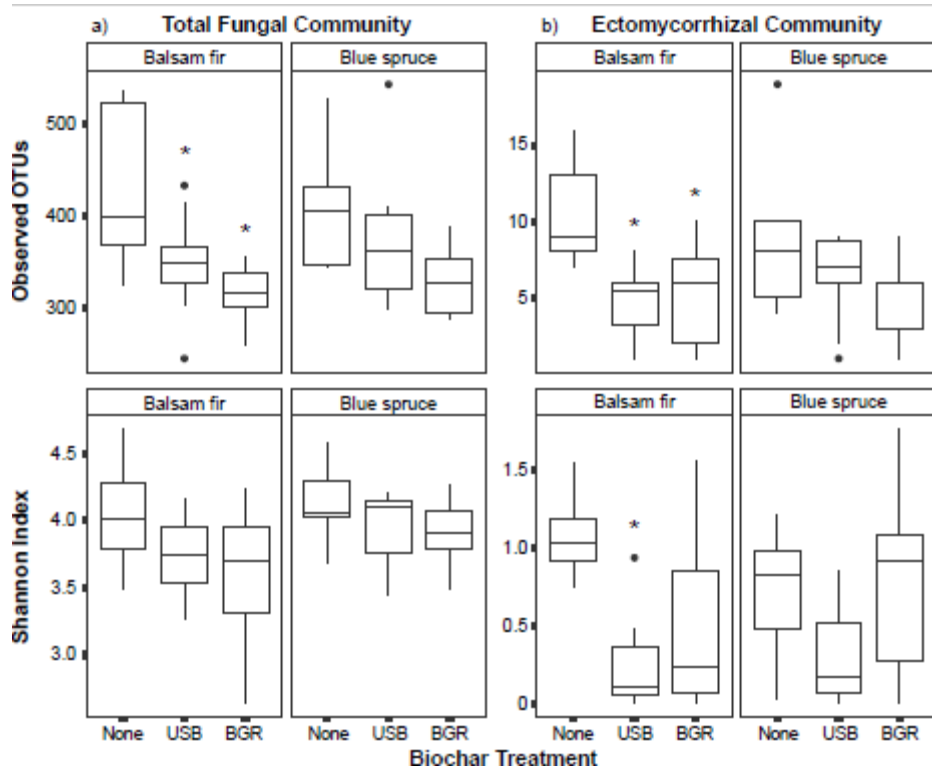 a) Total Fungal Community b) Ectomycorrhizal Community
Balsam fir Blue spruce Balsam fir Blue spruce
Observed OTUs
500
400
300
*
*
15
10
5
*
*
Balsam fir Blue spruce Balsam fir Blue spruce
Shannon Index
4.5
4.0
3.5
3.0
1.5
1.0
0.5
0
*
None USB BGR None USB BGR None USB BGR None USB BGR
Biochar Treatment